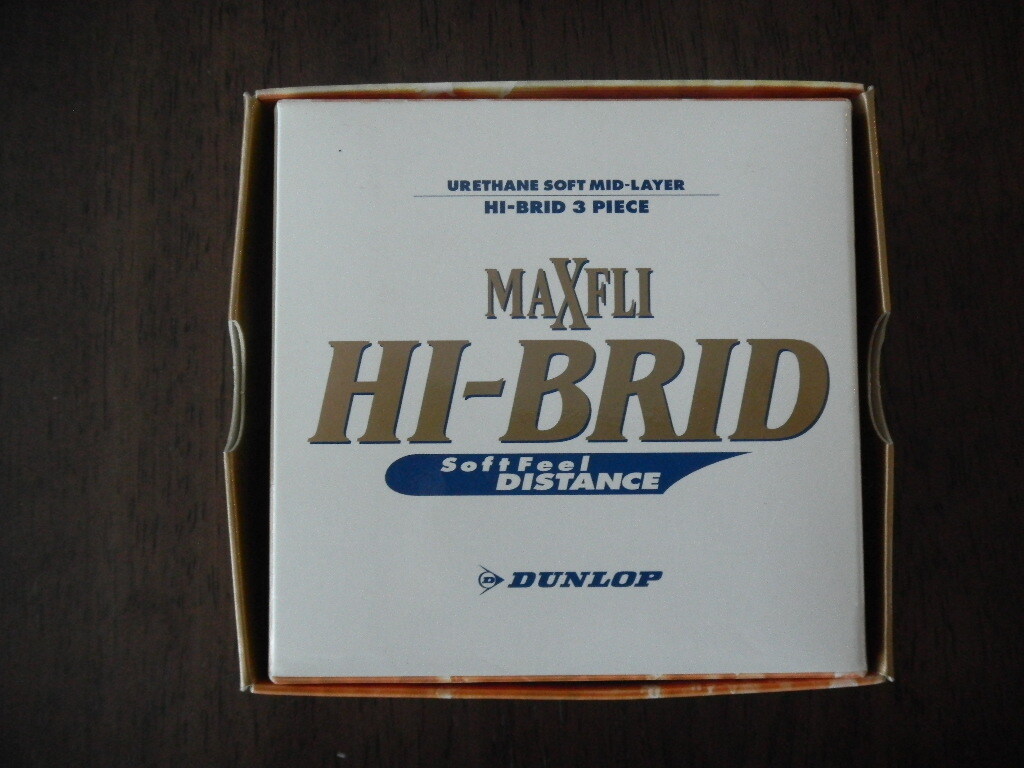 URETHANE SOFT MID-LAYER
HI-BRID 3 PIECE
MAXFLI
HI-BRID
Soft Feel
DISTANCE
D DUNLOP